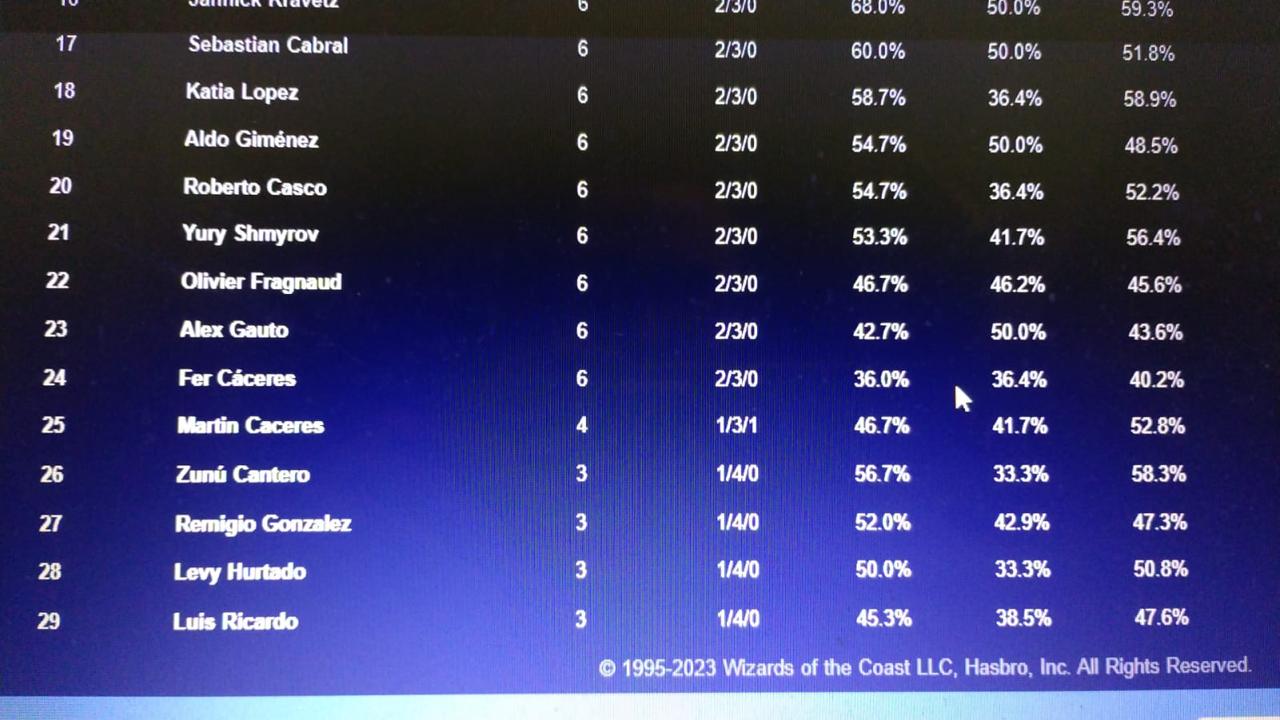 16 Jannick Kravetz 6 2/3/0 68.0% 50.0% 59.3%
17 Sebastian Cabral 6 2/3/0 60.0% 50.0% 51.8%
18 Katia Lopez 6 2/3/0 58.7% 36.4% 58.9%
19 Aldo Giménez 6 2/3/0 54.7% 50.0% 48.5%
20 Roberto Casco 6 2/3/0 54.7% 36.4% 52.2%
21 Yury Shmyrov 6 2/3/0 53.3% 41.7% 56.4%
22 Olivier Fragnaud 6 2/3/0 46.7% 46.2% 45.6%
23 Alex Gauto 6 2/3/0 42.7% 50.0% 43.6%
24 Fer Cáceres 6 2/3/0 36.0% 36.4% 40.2%
25 Martin Caceres 4 1/3/1 46.7% 41.7% 52.8%
26 Zunú Cantero 3 1/4/0 56.7% 33.3% 58.3%
27 Remigio Gonzalez 3 1/4/0 52.0% 42.9% 47.3%
28 Levy Hurtado 3 1/4/0 50.0% 33.3% 50.8%
29 Luis Ricardo 3 1/4/0 45.3% 38.5% 47.6%
© 1995-2023 Wizards of the Coast LLC, Hasbro, Inc. All Rights Reserved.